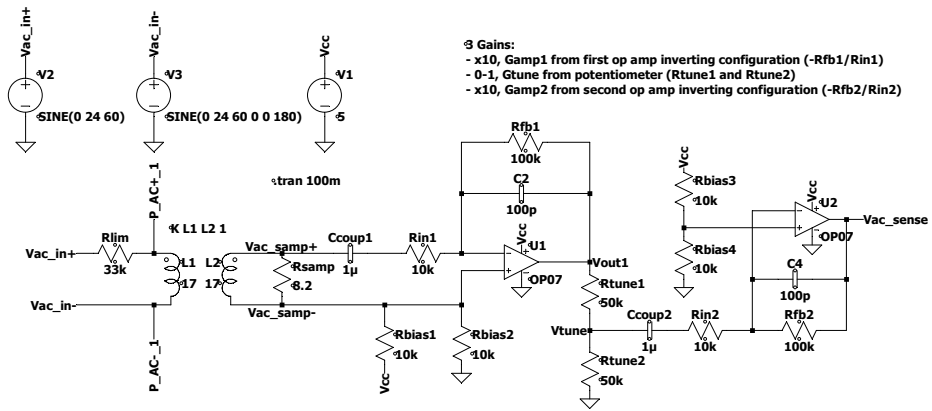 Vac_in+
Vac_in-
Vcc
V2
V3
V1
SINE(0 24 60)
SINE(0 24 60 0 0 180)
5
3 Gains:
- x10, Gamp1 from first op amp inverting configuration (-Rfb1/Rin1)
- 0-1, Gtune from potentiometer (Rtune1 and Rtune2)
- x10, Gamp2 from second op amp inverting configuration (-Rfb2/Rin2)
.tran 100m
P_AC+_1
K L1 L2 1
Vac_in+
Rlim
33k
L1
17
L2
17
Vac_samp+
Rsamp
8.2
Vac_samp-
Vac_in-
P_AC-_1
Ccoup1
1µ
Rin1
10k
Rfb1
100k
C2
100p
Vcc
U1
OP07
Vout1
Rbias1
10k
Vcc
Rbias2
10k
Rtune1
50k
Vtune
Rtune2
50k
Ccoup2
1µ
Rin2
10k
Vcc
Rbias3
10k
Rbias4
10k
Vcc
U2
OP07
Vac_sense
C4
100p
Rfb2
100k